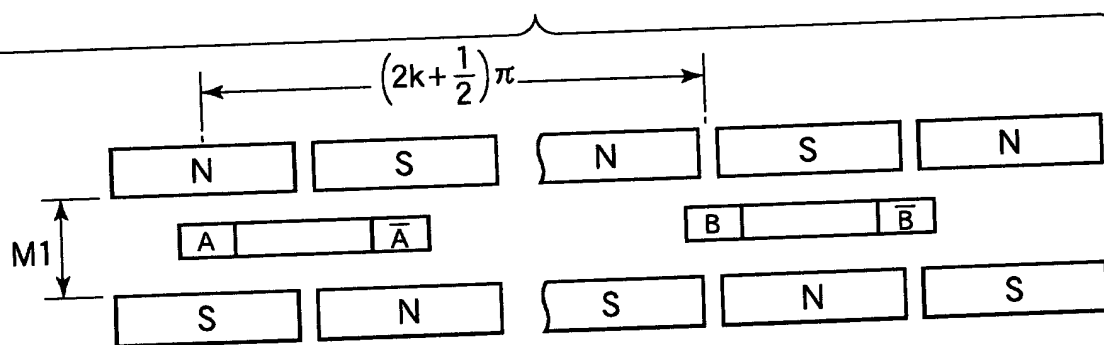 (2k+1/2)π
N S N S N
M1
A A̅ B B̅
S N S N S